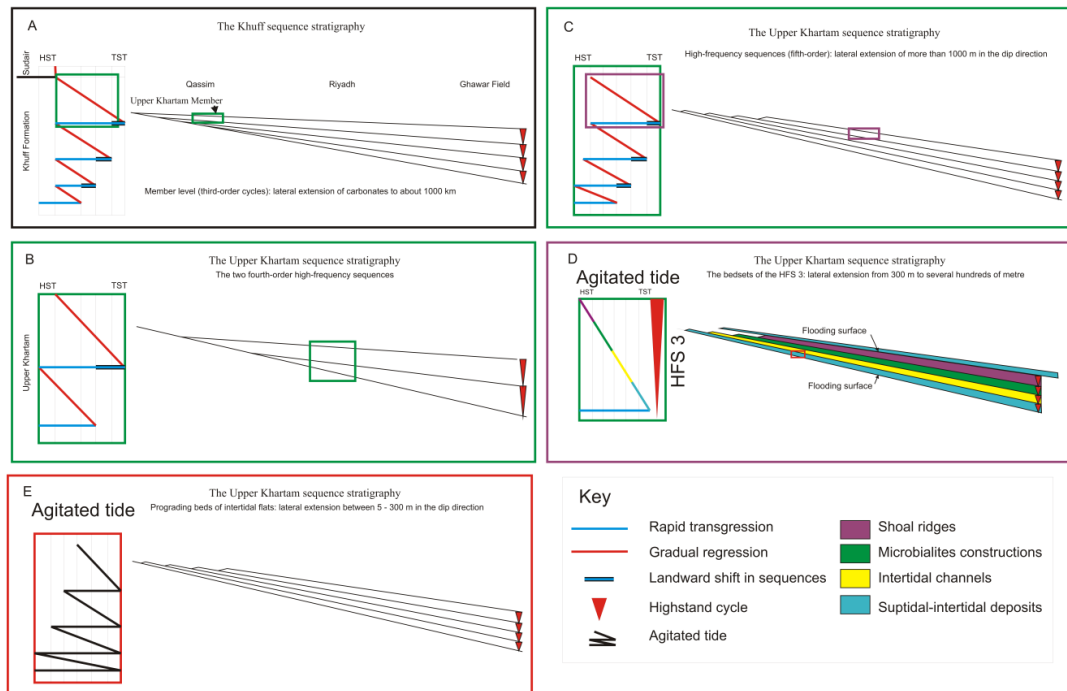 A
The Khuff sequence stratigraphy
HST
TST
Sudair
Khuff Formation
Qassim
Riyadh
Ghawar Field
Upper Khartam Member
Member level (third-order cycles): lateral extension of carbonates to about 1000 km
C
The Upper Khartam sequence stratigraphy
High-frequency sequences (fifth-order): lateral extension of more than 1000 m in the dip direction
HST
TST
B
The Upper Khartam sequence stratigraphy
The two fourth-order high-frequency sequences
HST
TST
Upper Khartam
D
The Upper Khartam sequence stratigraphy
The bedsets of the HFS 3: lateral extension from 300 m to several hundreds of metre
Agitated tide
HST
TST
HFS 3
Flooding surface
Flooding surface
E
The Upper Khartam sequence stratigraphy
Prograding beds of intertidal flats: lateral extension between 5 - 300 m in the dip direction
Agitated tide
Key
Rapid transgression
Gradual regression
Landward shift in sequences
Highstand cycle
Agitated tide
Shoal ridges
Microbialites constructions
Intertidal channels
Suptidal-intertidal deposits